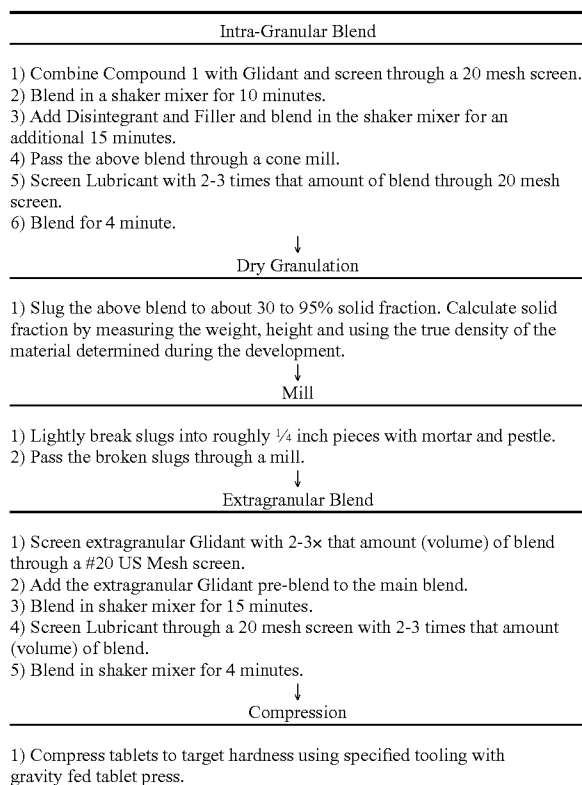 Intra-Granular Blend
1) Combine Compound 1 with Glidant and screen through a 20 mesh screen.
2) Blend in a shaker mixer for 10 minutes.
3) Add Disintegrant and Filler and blend in the shaker mixer for an
additional 15 minutes.
4) Pass the above blend through a cone mill.
5) Screen Lubricant with 2-3 times that amount of blend through 20 mesh
screen.
6) Blend for 4 minute.
↓
Dry Granulation
1) Slug the above blend to about 30 to 95% solid fraction. Calculate solid
fraction by measuring the weight, height and using the true density of the
material determined during the development.
↓
Mill
1) Lightly break slugs into roughly ¼ inch pieces with mortar and pestle.
2) Pass the broken slugs through a mill.
↓
Extragranular Blend
1) Screen extragranular Glidant with 2-3× that amount (volume) of blend
through a #20 US Mesh screen.
2) Add the extragranular Glidant pre-blend to the main blend.
3) Blend in shaker mixer for 15 minutes.
4) Screen Lubricant through a 20 mesh screen with 2-3 times that amount
(volume) of blend.
5) Blend in shaker mixer for 4 minutes.
↓
Compression
1) Compress tablets to target hardness using specified tooling with
gravity fed tablet press.